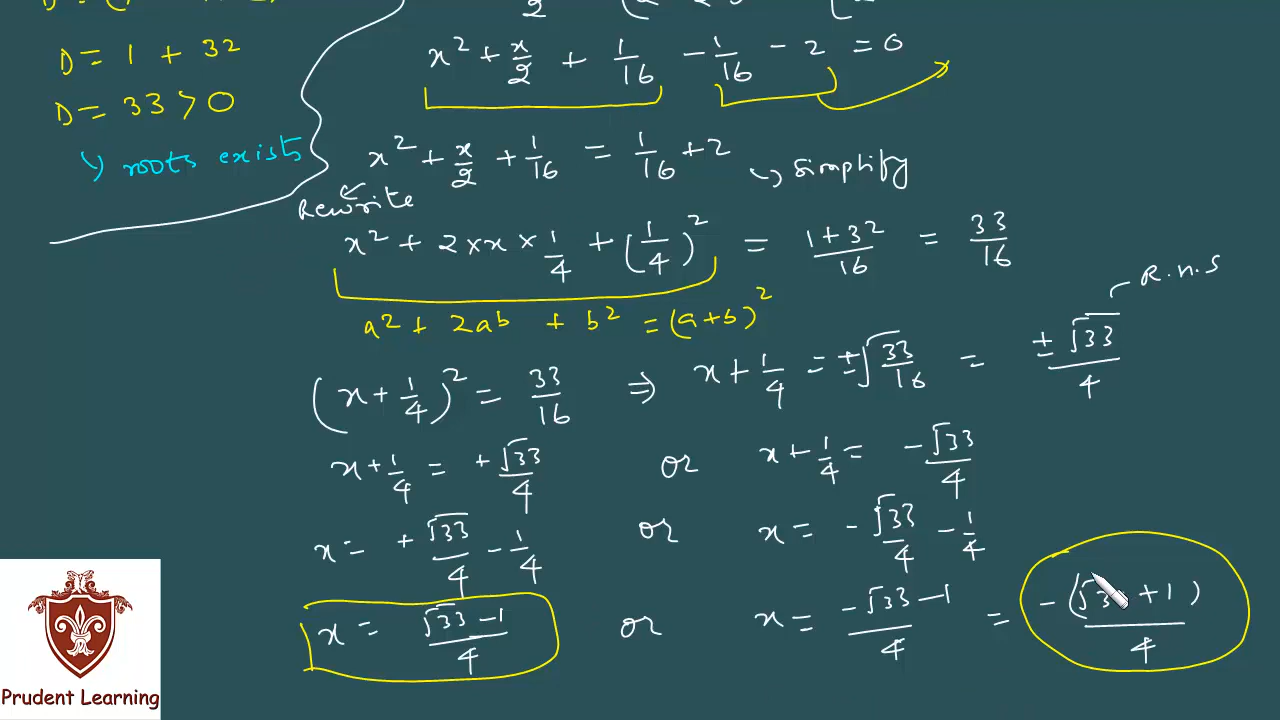 D = 1 + 32
D = 33 > 0
↳ roots exists
x² + x/2 + 1/16 - 1/16 - 2 = 0
x² + x/2 + 1/16 = 1/16 + 2 ↳ simplify
Rewrite
x² + 2 × x × 1/4 + (1/4)² = 1+32/16 = 33/16
R.H.S
a² + 2ab + b² = (a+b)²
(x + 1/4)² = 33/16 ⇒ x + 1/4 = ±√33/16 = ±√33/4
x + 1/4 = +√33/4 or x + 1/4 = -√33/4
x = +√33/4 - 1/4 or x = -√33/4 - 1/4
x = √33 - 1/4 or x = -√33 - 1/4 = -(√33 + 1)/4
Prudent Learning